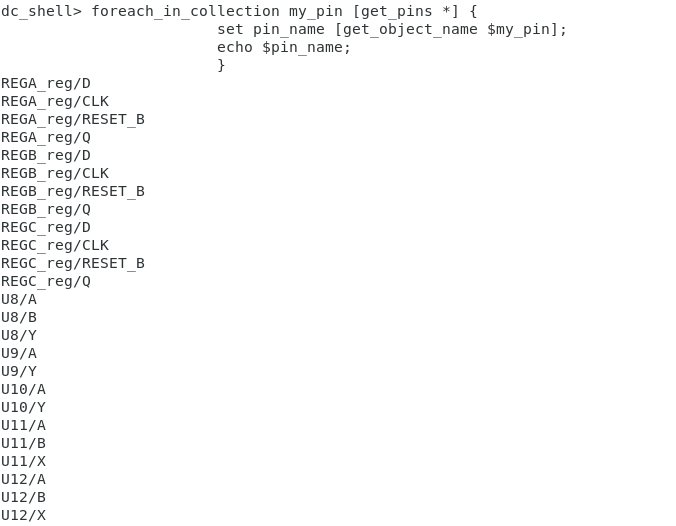 dc_shell> foreach_in_collection my_pin [get_pins *] {
set pin_name [get_object_name $my_pin];
echo $pin_name;
}
REGA_reg/D
REGA_reg/CLK
REGA_reg/RESET_B
REGA_reg/Q
REGB_reg/D
REGB_reg/CLK
REGB_reg/RESET_B
REGB_reg/Q
REGC_reg/D
REGC_reg/CLK
REGC_reg/RESET_B
REGC_reg/Q
U8/A
U8/B
U8/Y
U9/A
U9/Y
U10/A
U10/Y
U11/A
U11/B
U11/X
U12/A
U12/B
U12/X